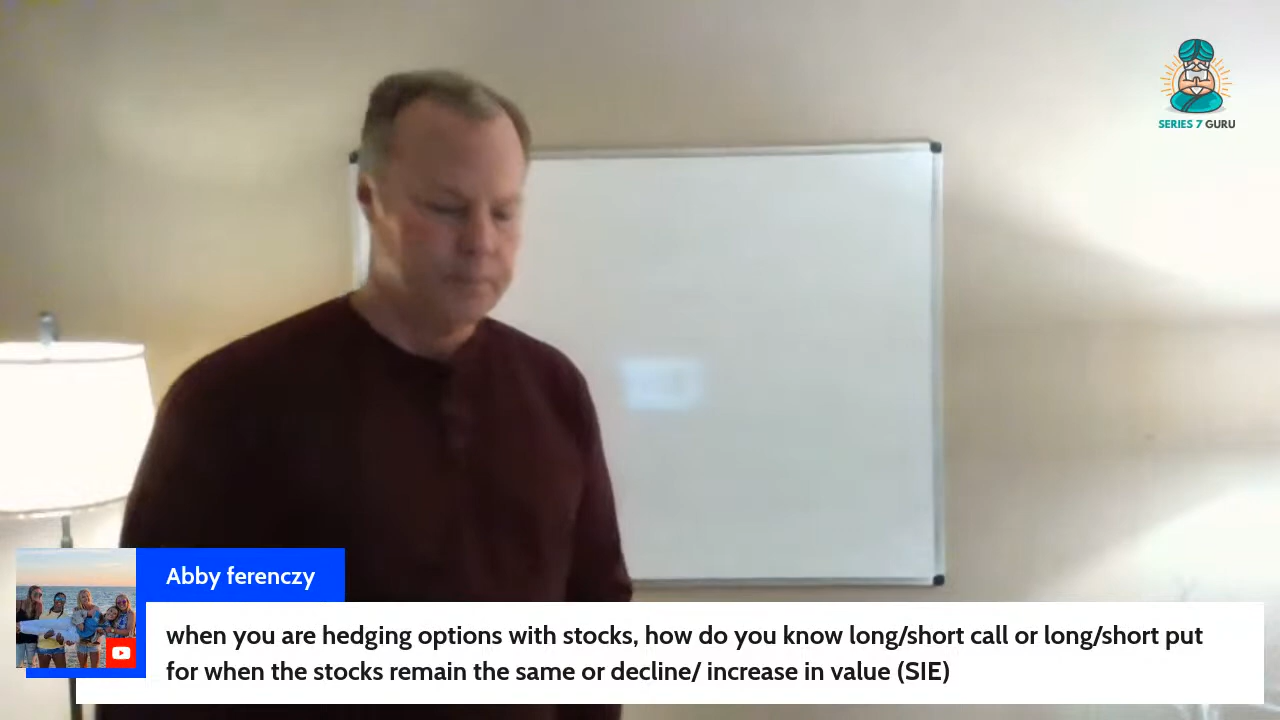 SERIES 7 GURU
Abby ferenczy
when you are hedging options with stocks, how do you know long/short call or long/short put
for when the stocks remain the same or decline/ increase in value (SIE)